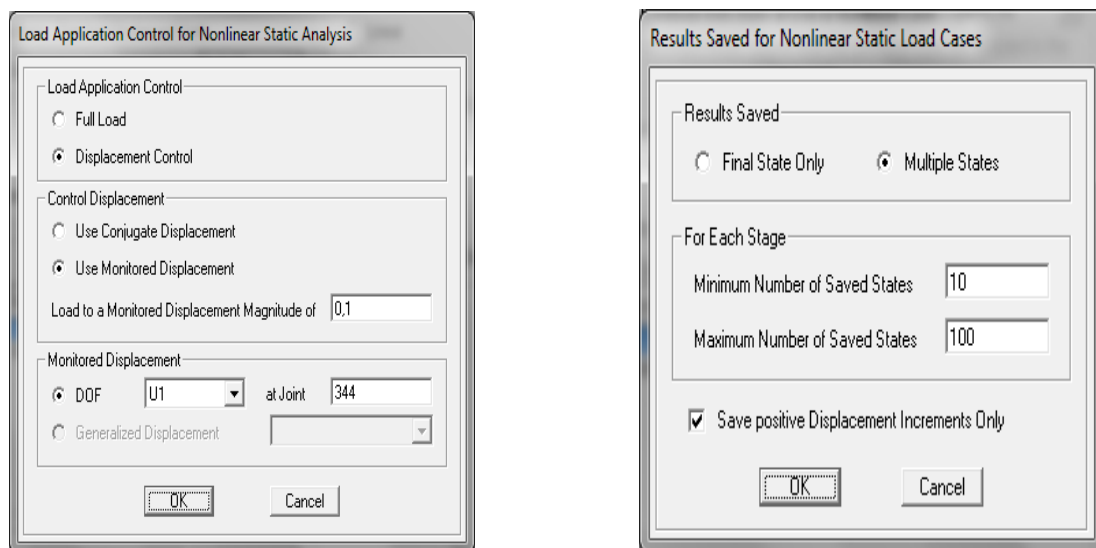 Load Application Control for Nonlinear Static Analysis
Load Application Control
Full Load
Displacement Control
Control Displacement
Use Conjugate Displacement
Use Monitored Displacement
Load to a Monitored Displacement Magnitude of 0,1
Monitored Displacement
DOF U1 at Joint 344
Generalized Displacement
OK Cancel
Results Saved for Nonlinear Static Load Cases
Results Saved
Final State Only Multiple States
For Each Stage
Minimum Number of Saved States 10
Maximum Number of Saved States 100
Save positive Displacement Increments Only
OK Cancel